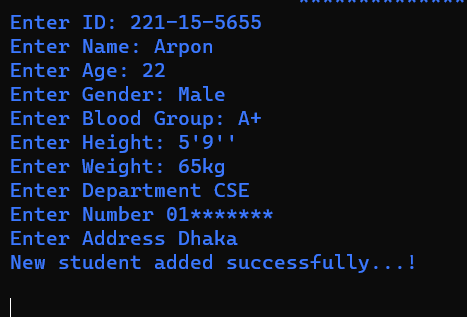 ***************
Enter ID: 221-15-5655
Enter Name: Arpon
Enter Age: 22
Enter Gender: Male
Enter Blood Group: A+
Enter Height: 5'9''
Enter Weight: 65kg
Enter Department CSE
Enter Number 01*******
Enter Address Dhaka
New student added successfully...!